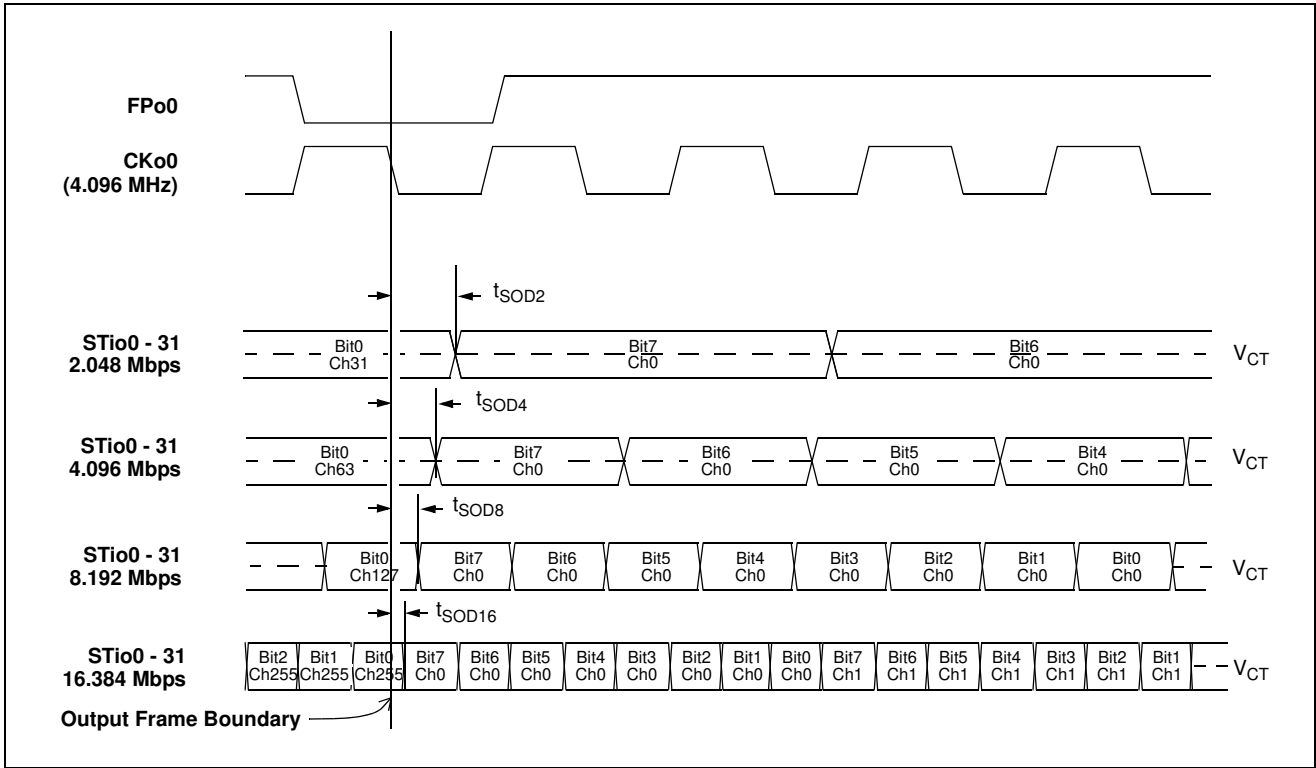 FPo0
CKo0
(4.096 MHz)
tSOD2
STio0 - 31
2.048 Mbps
Bit0
Ch31
Bit7
Ch0
Bit6
Ch0
VCT
tSOD4
STio0 - 31
4.096 Mbps
Bit0
Ch63
Bit7
Ch0
Bit6
Ch0
Bit5
Ch0
Bit4
Ch0
VCT
tSOD8
STio0 - 31
8.192 Mbps
Bit0
Ch127
Bit7
Ch0
Bit6
Ch0
Bit5
Ch0
Bit4
Ch0
Bit3
Ch0
Bit2
Ch0
Bit1
Ch0
Bit0
Ch0
VCT
tSOD16
STio0 - 31
16.384 Mbps
Bit2
Ch255
Bit1
Ch255
Bit0
Ch255
Bit7
Ch0
Bit6
Ch0
Bit5
Ch0
Bit4
Ch0
Bit3
Ch0
Bit2
Ch0
Bit1
Ch0
Bit0
Ch0
Bit7
Ch1
Bit6
Ch1
Bit5
Ch1
Bit4
Ch1
Bit3
Ch1
Bit2
Ch1
Bit1
Ch1
VCT
Output Frame Boundary